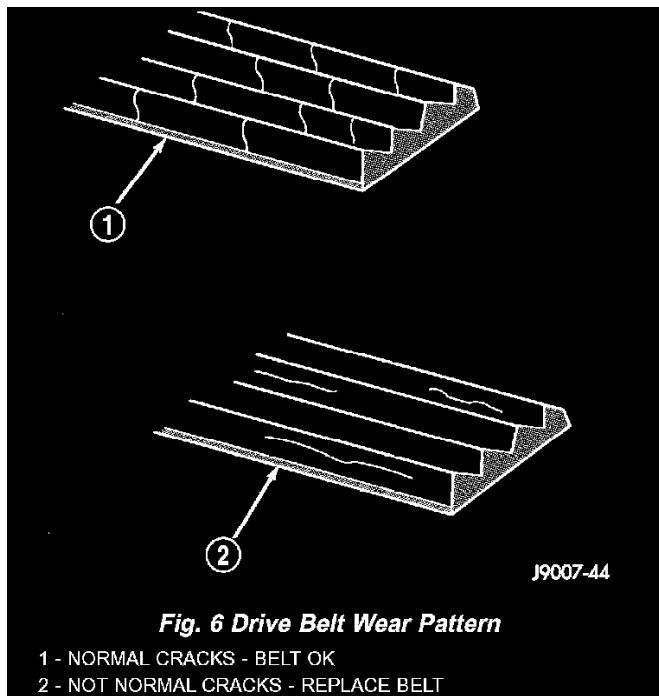 1
2
J9007-44
Fig. 6 Drive Belt Wear Pattern
1 - NORMAL CRACKS - BELT OK
2 - NOT NORMAL CRACKS - REPLACE BELT